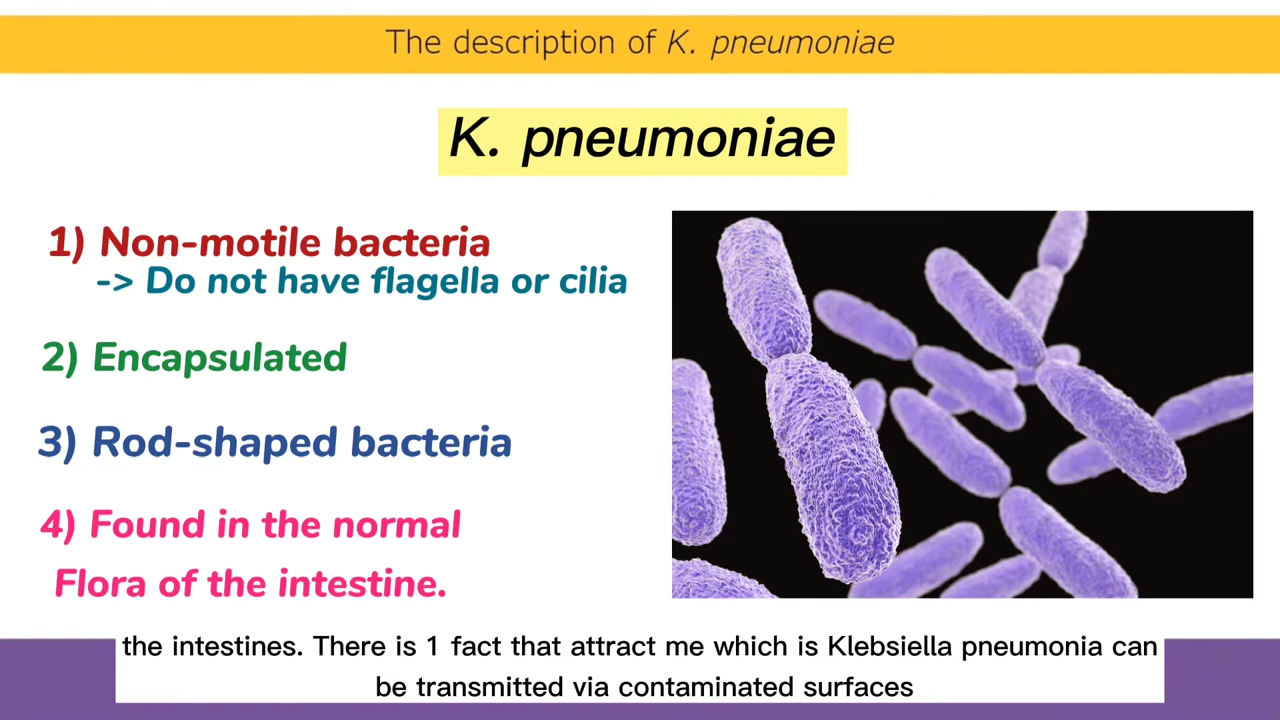 The description of K. pneumoniae
K. pneumoniae
1) Non-motile bacteria
-> Do not have flagella or cilia
2) Encapsulated
3) Rod-shaped bacteria
4) Found in the normal
Flora of the intestine.
the intestines. There is 1 fact that attract me which is Klebsiella pneumonia can
be transmitted via contaminated surfaces